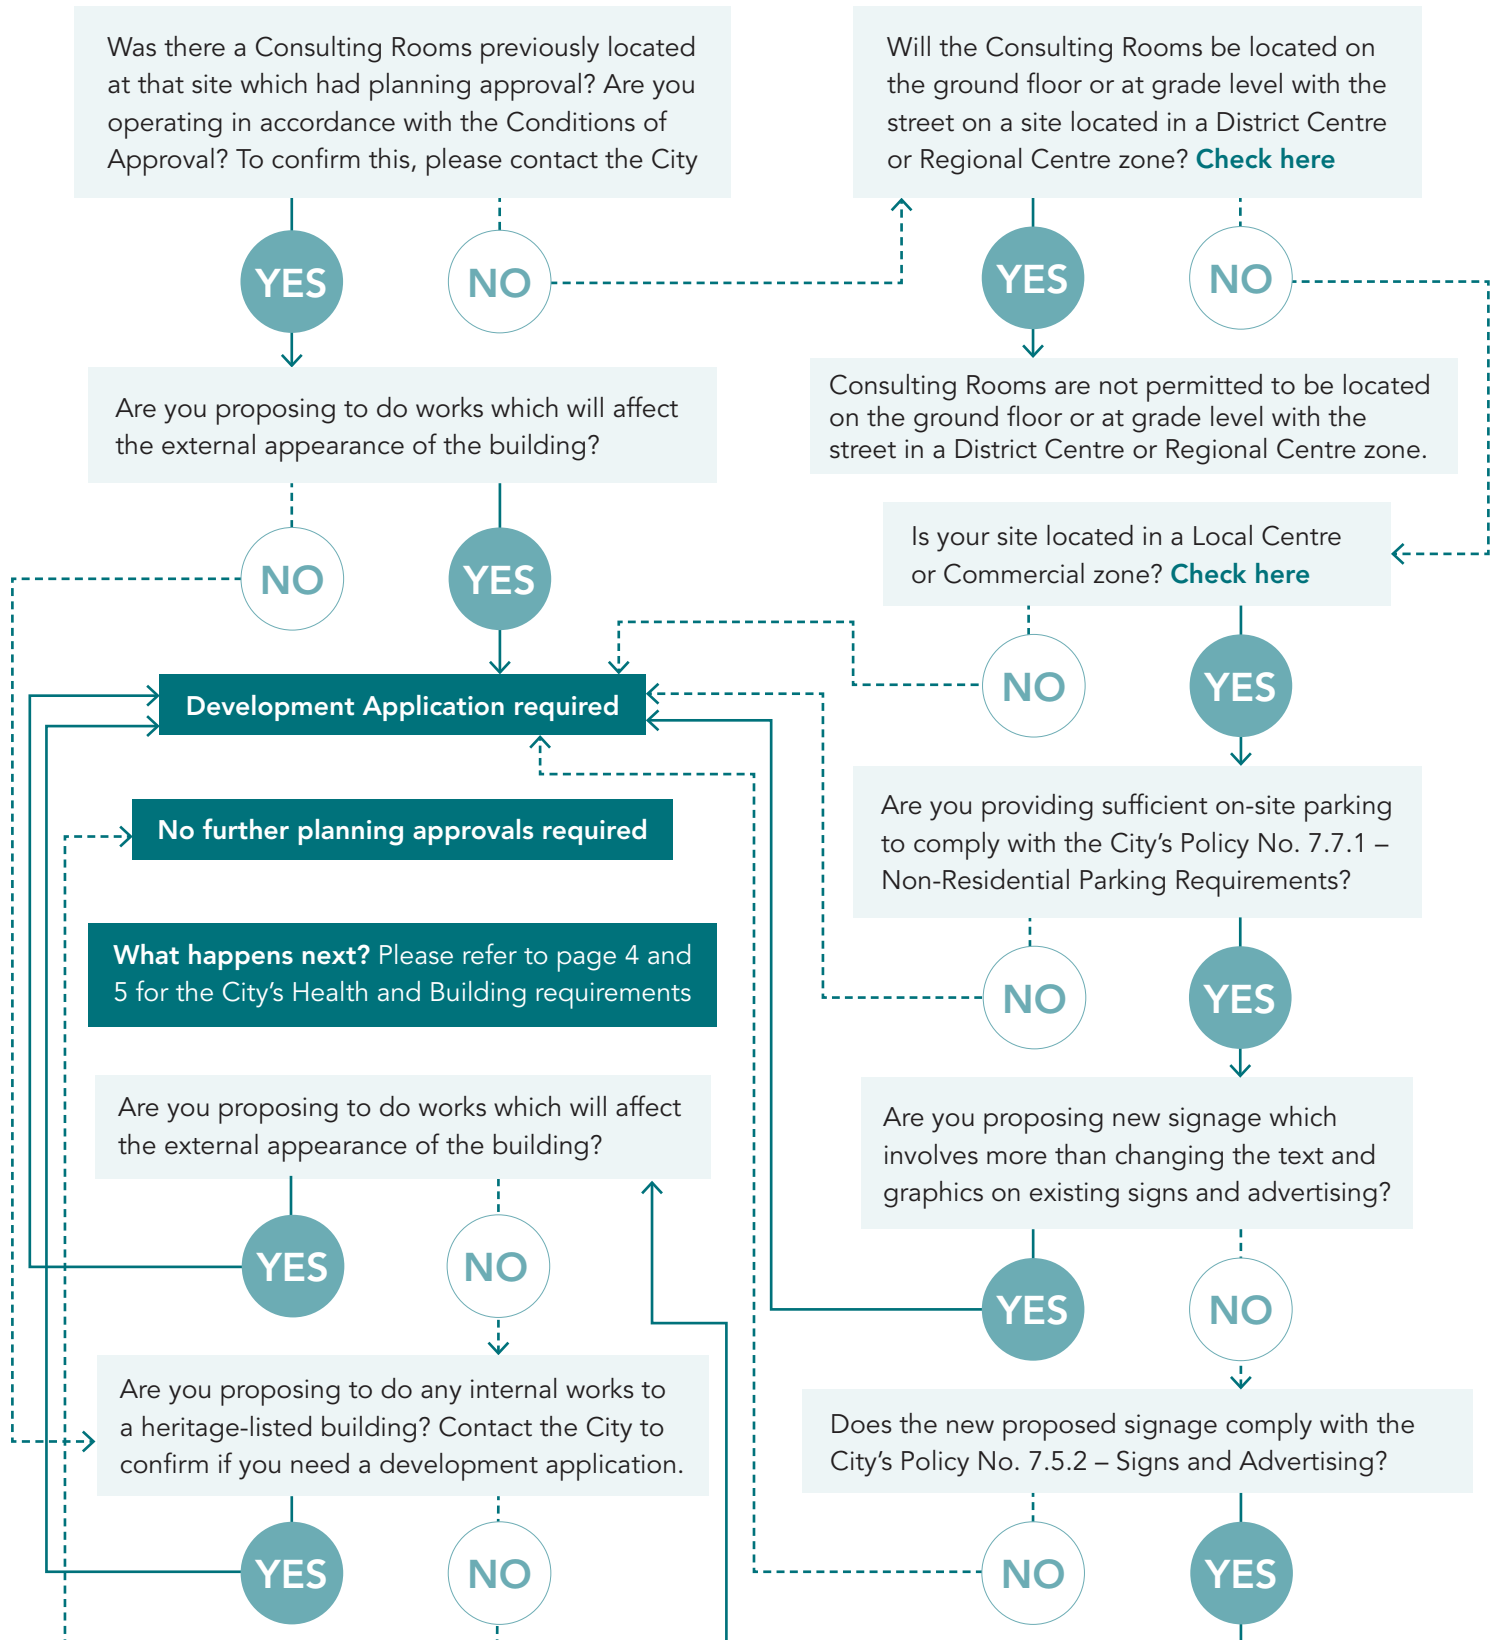 Was there a Consulting Rooms previously located
at that site which had planning approval? Are you
operating in accordance with the Conditions of
Approval? To confirm this, please contact the City
YES
NO
Are you proposing to do works which will affect
the external appearance of the building?
NO
YES
Development Application required
No further planning approvals required
What happens next? Please refer to page 4 and
5 for the City's Health and Building requirements
Are you proposing to do works which will affect
the external appearance of the building?
YES
NO
Are you proposing to do any internal works to
a heritage-listed building? Contact the City to
confirm if you need a development application.
YES
NO
Will the Consulting Rooms be located on
the ground floor or at grade level with the
street on a site located in a District Centre
or Regional Centre zone? Check here
YES
NO
Consulting Rooms are not permitted to be located
on the ground floor or at grade level with the
street in a District Centre or Regional Centre zone.
Is your site located in a Local Centre
or Commercial zone? Check here
NO
YES
Are you providing sufficient on-site parking
to comply with the City's Policy No. 7.7.1 –
Non-Residential Parking Requirements?
NO
YES
Are you proposing new signage which
involves more than changing the text and
graphics on existing signs and advertising?
YES
NO
Does the new proposed signage comply with the
City's Policy No. 7.5.2 – Signs and Advertising?
NO
YES